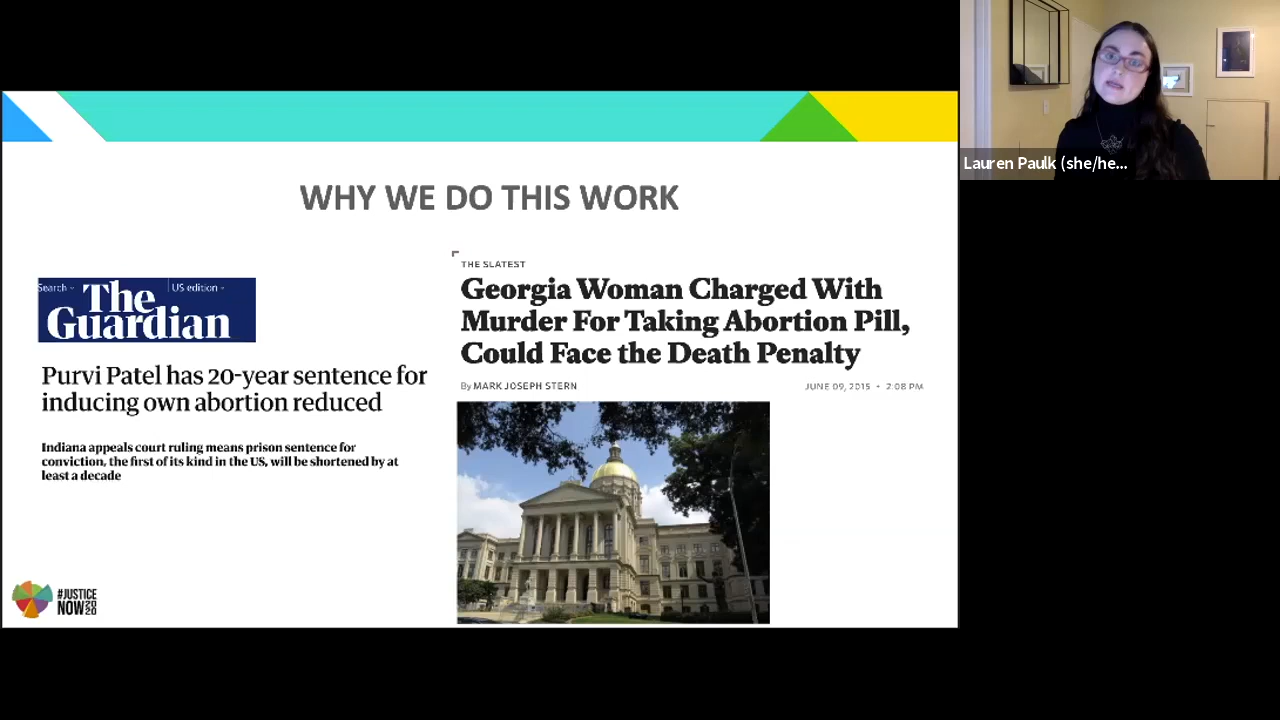 WHY WE DO THIS WORK
Search
US edition
The
Guardian
Purvi Patel has 20-year sentence for
inducing own abortion reduced
Indiana appeals court ruling means prison sentence for
conviction, the first of its kind in the US, will be shortened by at
least a decade
THE SLATEST
Georgia Woman Charged With
Murder For Taking Abortion Pill,
Could Face the Death Penalty
By MARK JOSEPH STERN
JUNE 09, 2015 • 2:08 PM
#JUSTICE
NOW2020
Lauren Paulk (she/he...